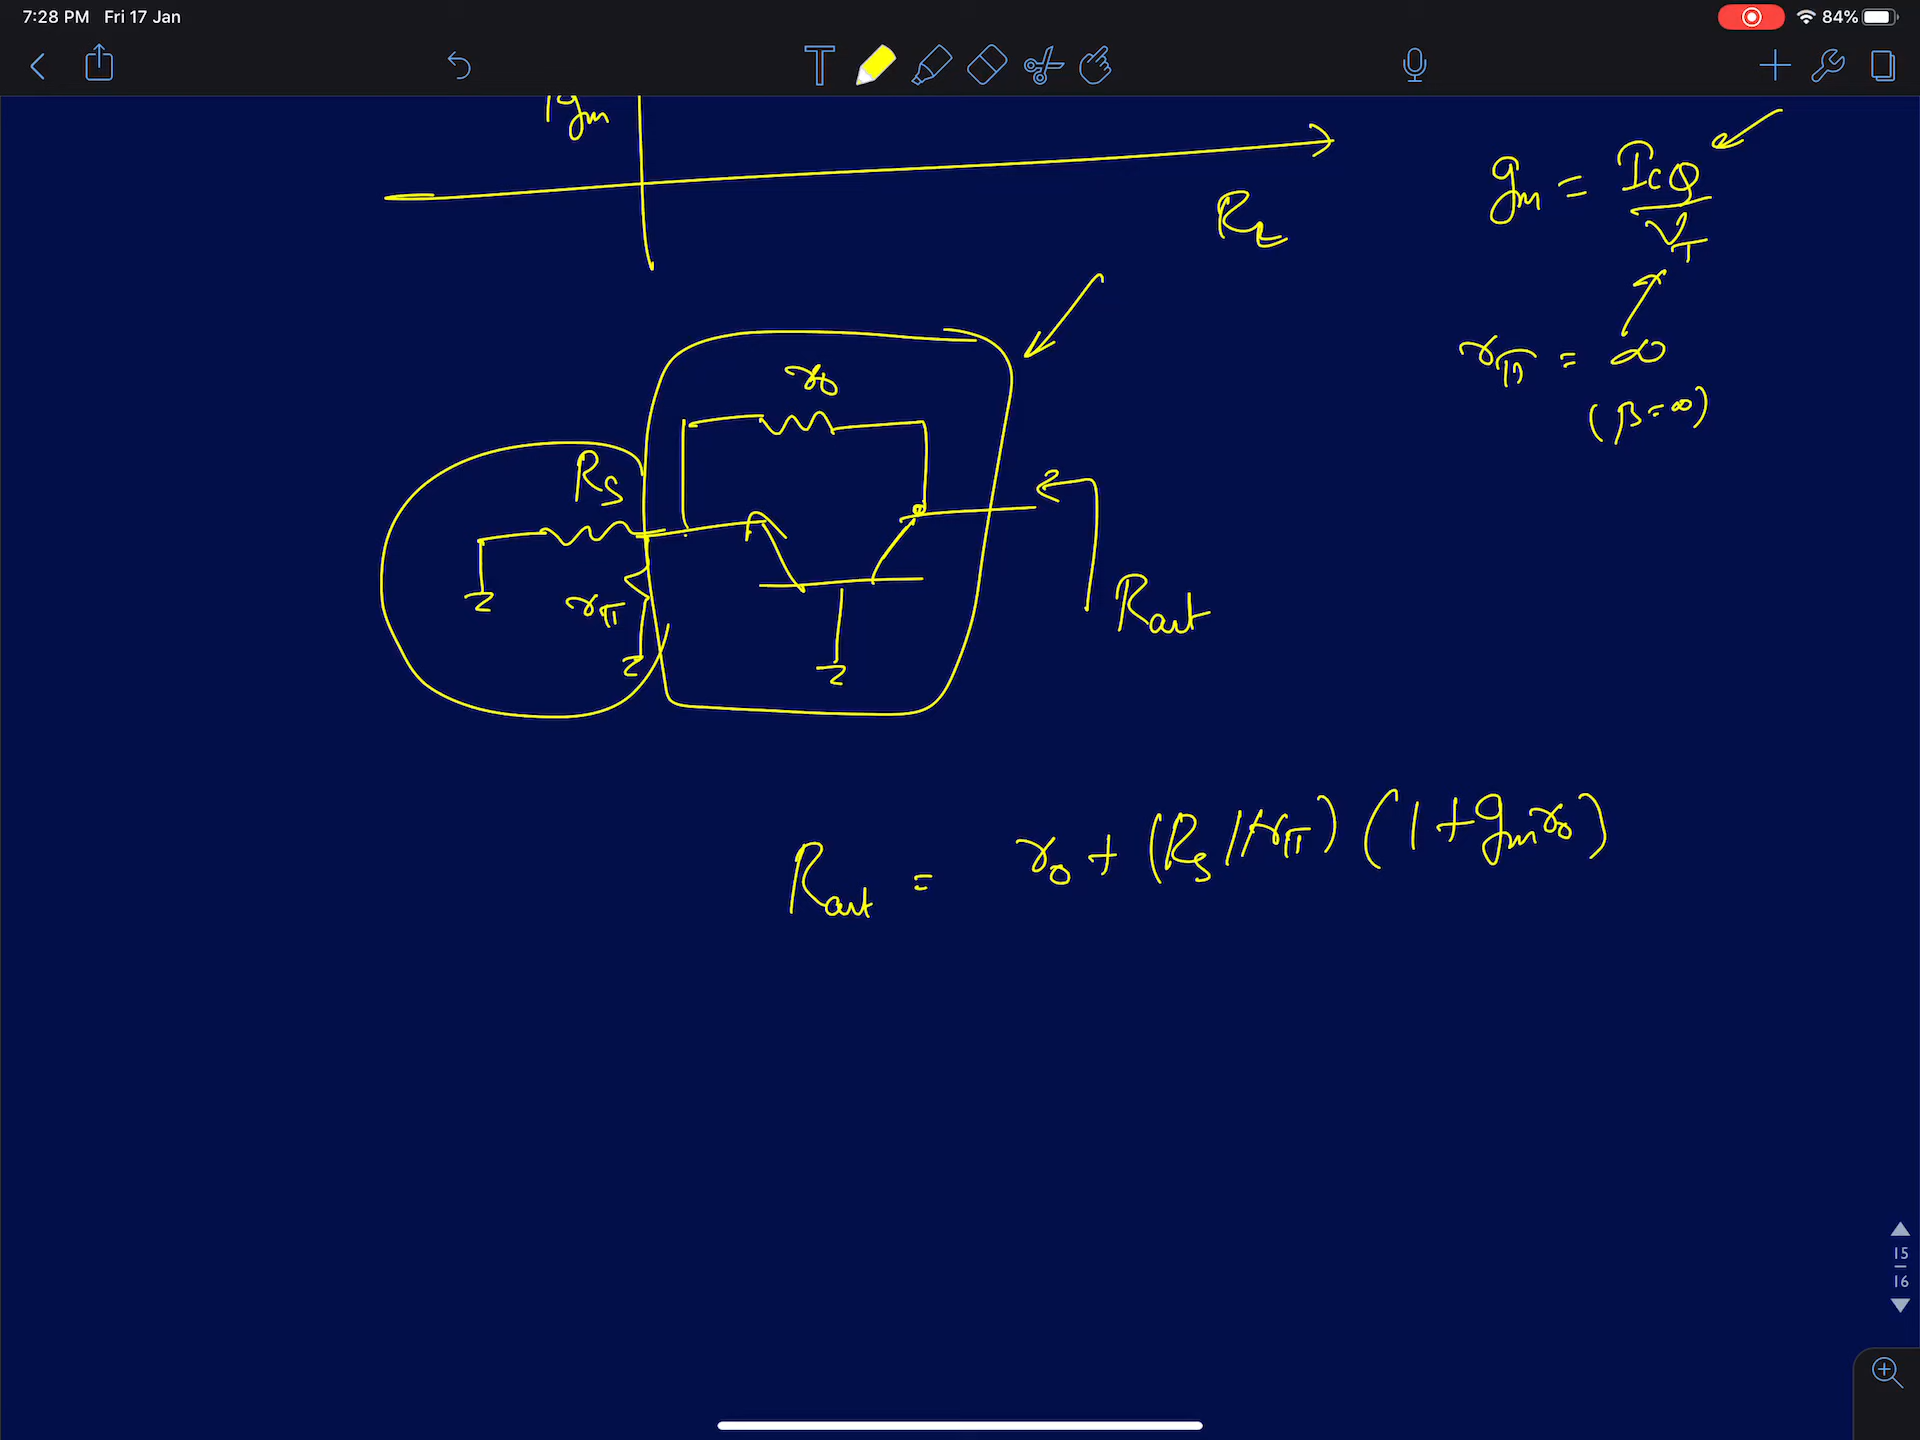 7:28 PM Fri 17 Jan
84%
T
gm
RL
gm = ICQ / VT
rπ = ∞
(β=∞)
ro
RS
rπ
Rout
Rout = ro + (Rs // rπ) (1 + gm ro)
15
16